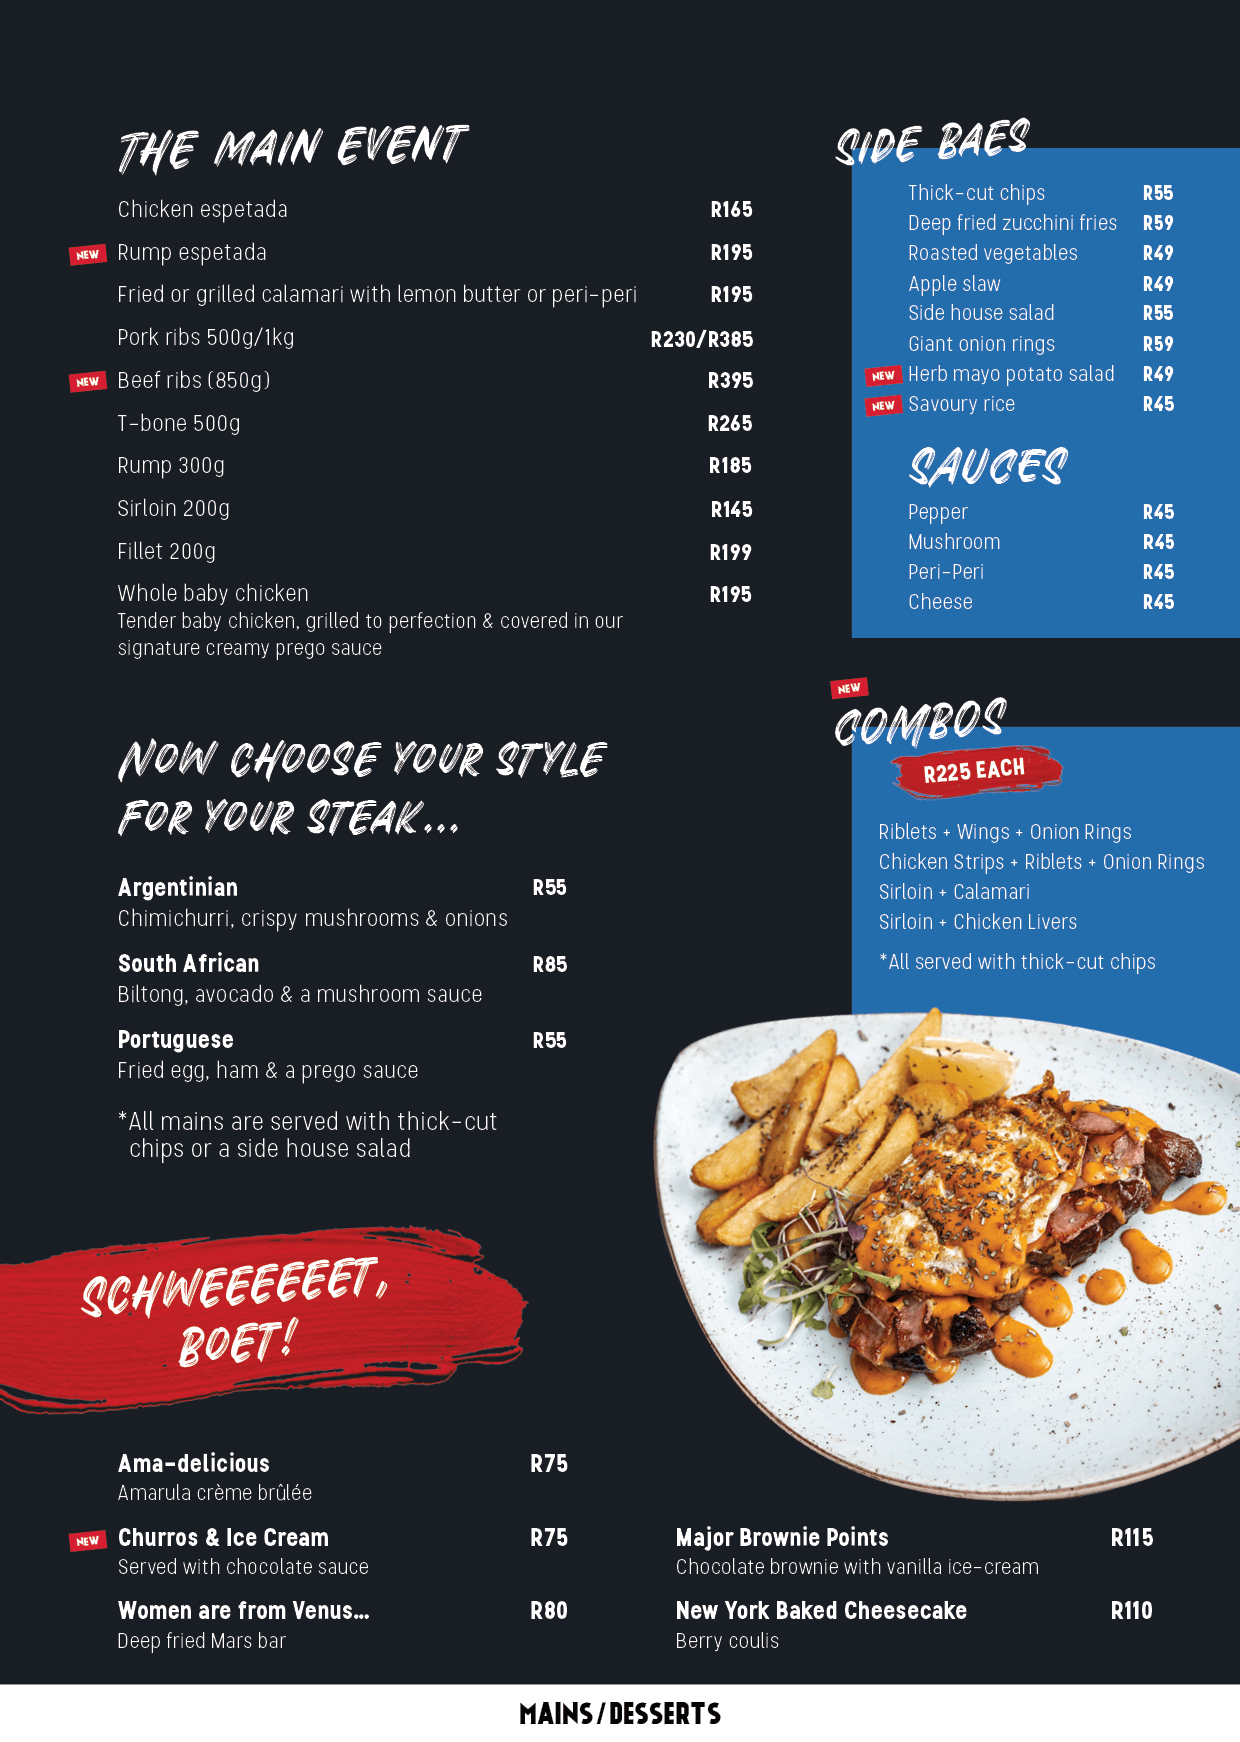 THE MAIN EVENT
Chicken espetada R165
NEW Rump espetada R195
Fried or grilled calamari with lemon butter or peri-peri R195
Pork ribs 500g/1kg R230/R385
NEW Beef ribs (850g) R395
T-bone 500g R265
Rump 300g R185
Sirloin 200g R145
Fillet 200g R199
Whole baby chicken R195
Tender baby chicken, grilled to perfection & covered in our
signature creamy prego sauce
SIDE BAES
Thick-cut chips R55
Deep fried zucchini fries R59
Roasted vegetables R49
Apple slaw R49
Side house salad R55
Giant onion rings R59
NEW Herb mayo potato salad R49
NEW Savoury rice R45
SAUCES
Pepper R45
Mushroom R45
Peri-Peri R45
Cheese R45
NEW
COMBOS
R225 EACH
Riblets + Wings + Onion Rings
Chicken Strips + Riblets + Onion Rings
Sirloin + Calamari
Sirloin + Chicken Livers
*All served with thick-cut chips
NOW CHOOSE YOUR STYLE
FOR YOUR STEAK...
Argentinian R55
Chimichurri, crispy mushrooms & onions
South African R85
Biltong, avocado & a mushroom sauce
Portuguese R55
Fried egg, ham & a prego sauce
*All mains are served with thick-cut
chips or a side house salad
SCHWEEEEEET,
BOET!
Ama-delicious R75
Amarula crème brûlée
NEW Churros & Ice Cream R75
Served with chocolate sauce
Women are from Venus... R80
Deep fried Mars bar
Major Brownie Points R115
Chocolate brownie with vanilla ice-cream
New York Baked Cheesecake R110
Berry coulis
MAINS/DESSERTS